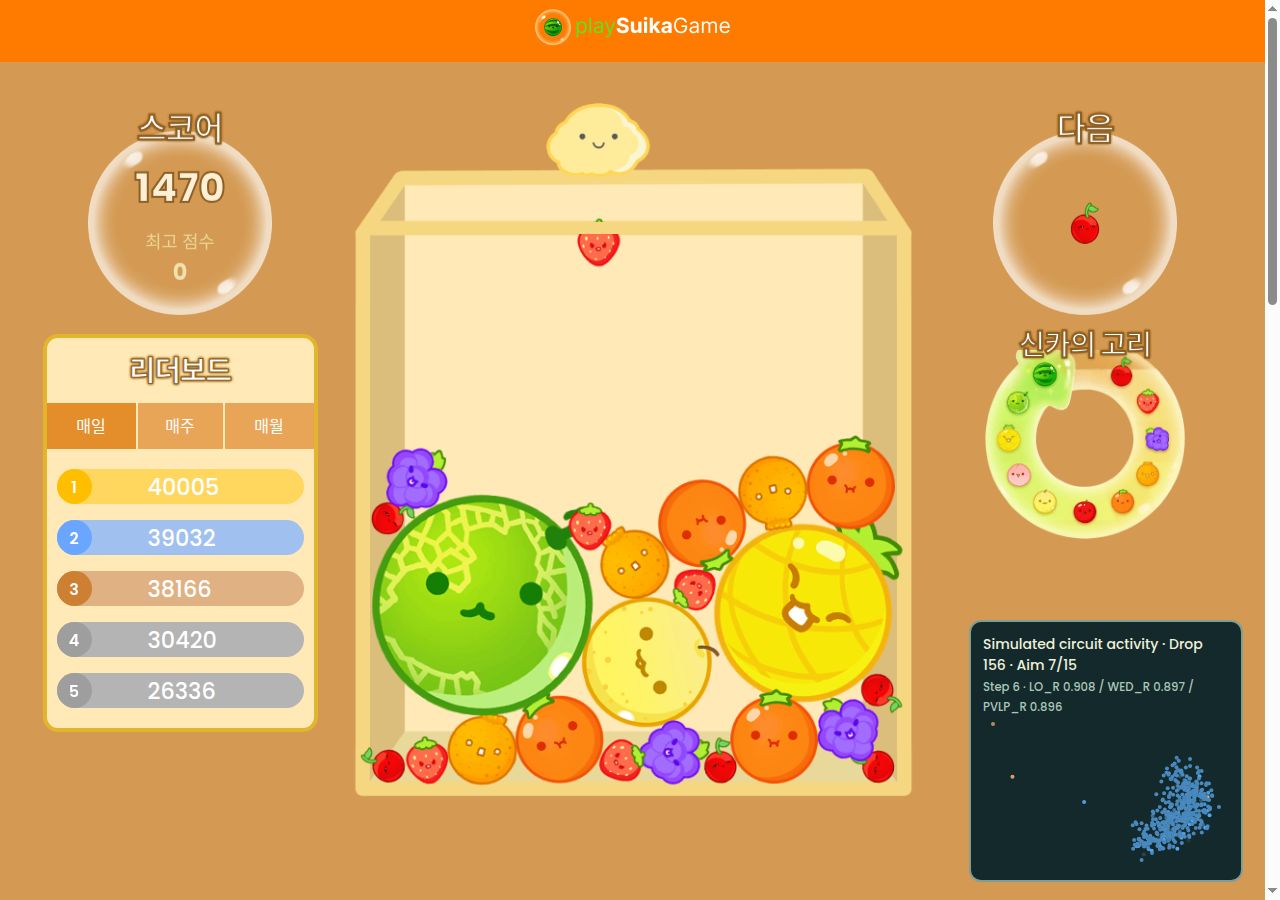 playSuikaGame
스코어
1470
최고 점수
0
다음
신카의 고리
리더보드
매일 매주 매월
1 40005
2 39032
3 38166
4 30420
5 26336
Simulated circuit activity · Drop
156 · Aim 7/15
Step 6 · LO_R 0.908 / WED_R 0.897 /
PVLP_R 0.896